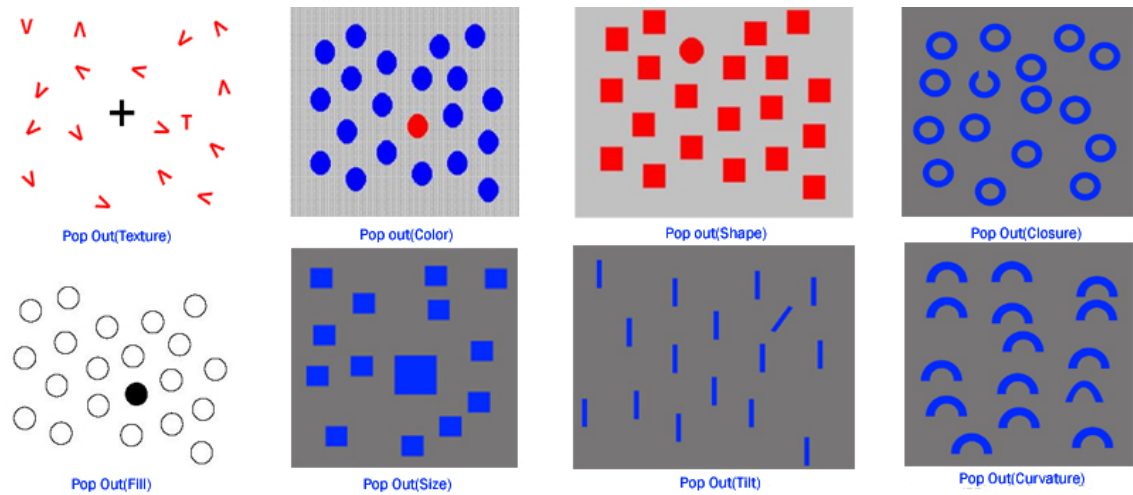 Pop Out(Texture)
Pop out(Color)
Pop out(Shape)
Pop Out(Closure)
T
Pop Out(Fill)
Pop Out(Size)
Pop Out(Tilt)
Pop Out(Curvature)